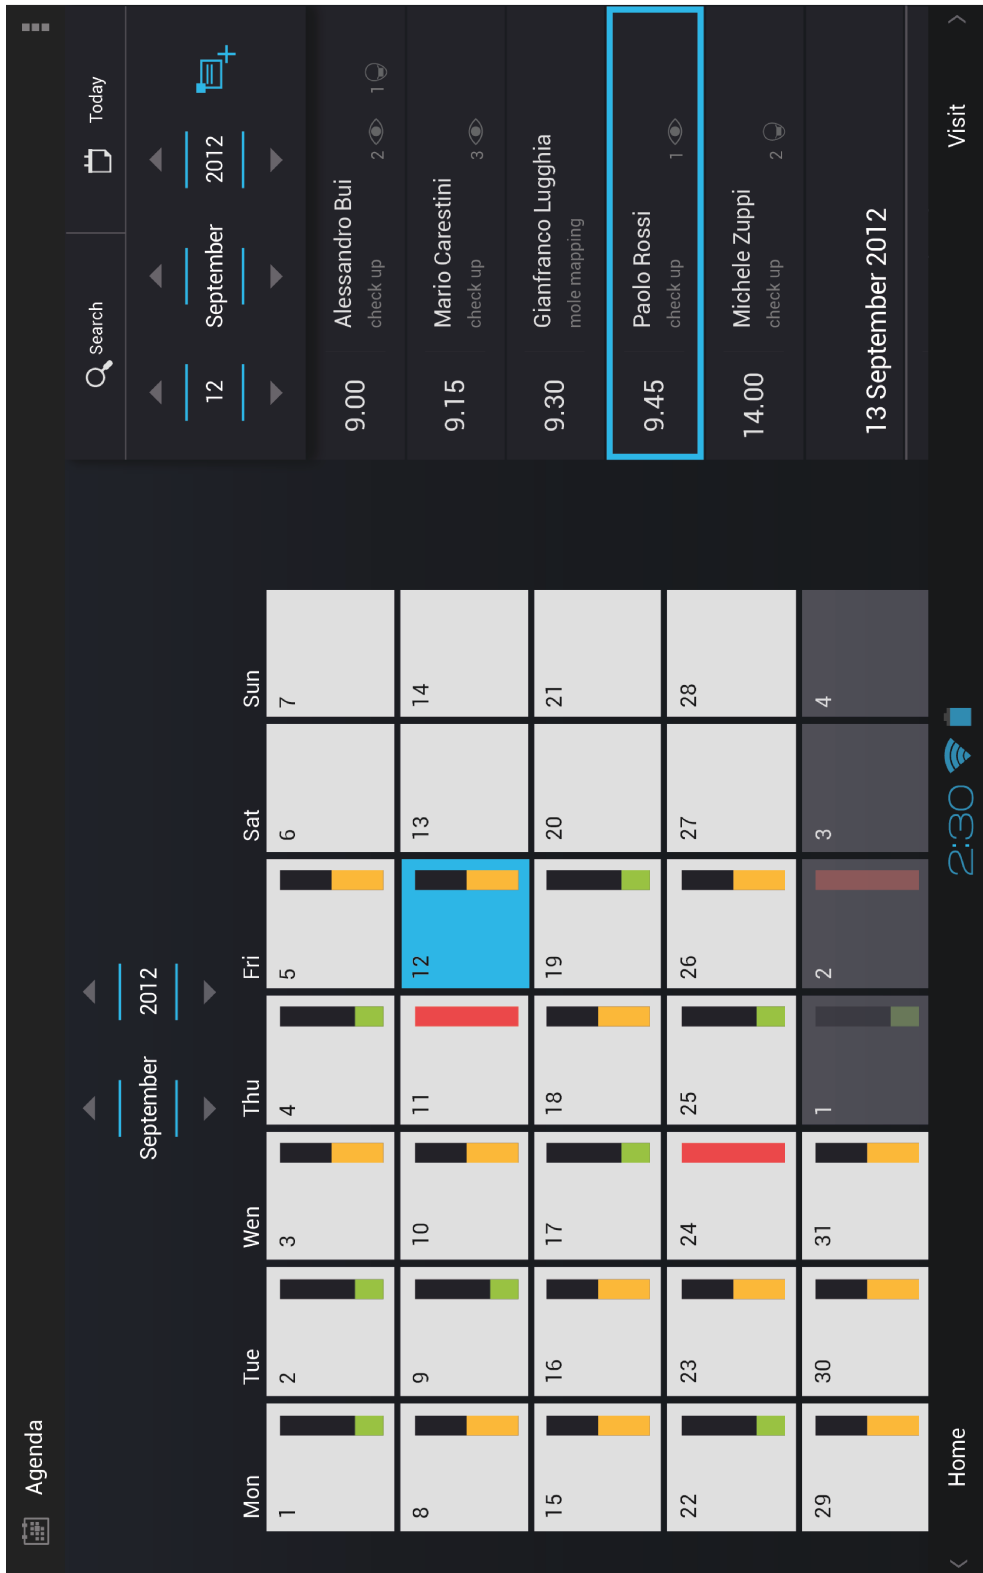 Agenda
September 2012
Mon Tue Wen Thu Fri Sat Sun
1 2 3 4 5 6 7
8 9 10 11 12 13 14
15 16 17 18 19 20 21
22 23 24 25 26 27 28
29 30 31 1 2 3 4
Search Today
12 September 2012
9.00 Alessandro Bui
check up 2 1
9.15 Mario Carestini
check up 3
9.30 Gianfranco Lugghia
mole mapping
9.45 Paolo Rossi
check up 1
14.00 Michele Zuppi
check up 2
13 September 2012
Home 2:30 Visit